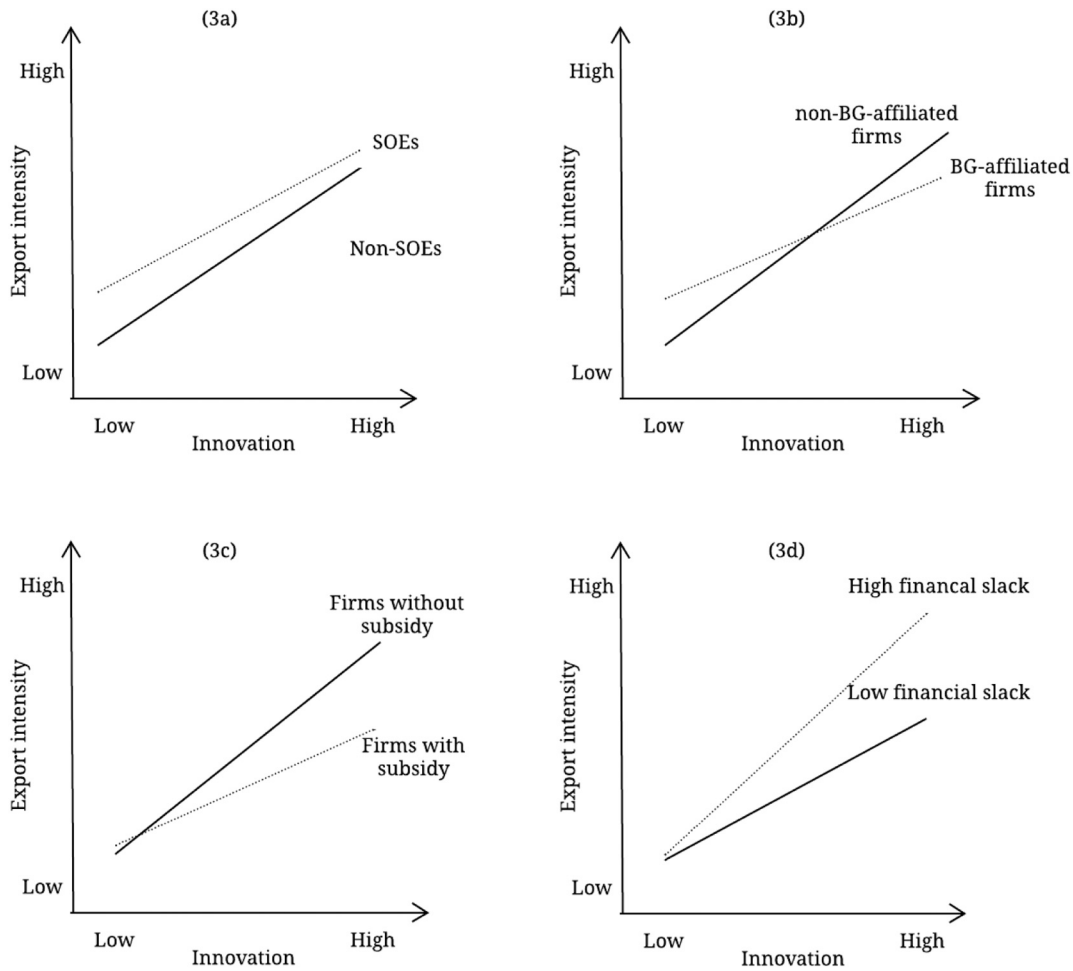 (3a)
High
Export intensity
SOEs
Non-SOEs
Low
Low
High
Innovation
(3b)
High
Export intensity
non-BG-affiliated
firms
BG-affiliated
firms
Low
Low
High
Innovation
(3c)
High
Export intensity
Firms without
subsidy
Firms with
subsidy
Low
Low
High
Innovation
(3d)
High
Export intensity
High financal slack
Low financial slack
Low
Low
High
Innovation